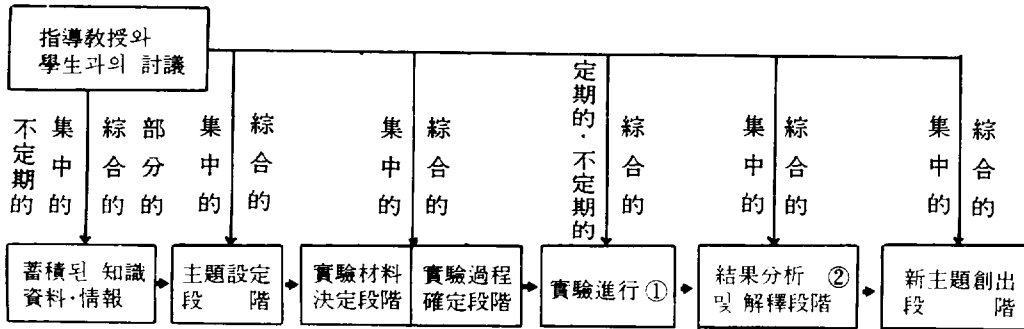 指導敎授와
學生과의 討議
不定期的
集中的
綜合的
部分的
集中的
綜合的
集中的
綜合的
定期的·不定期的
綜合的
集中的
綜合的
集中的
綜合的
蓄積된 知識
資料·情報
主題設定
段 階
實驗材料
決定段階
實驗過程
確定段階
實驗進行 ①
結果分析 ②
및 解釋段階
新主題創出
段 階